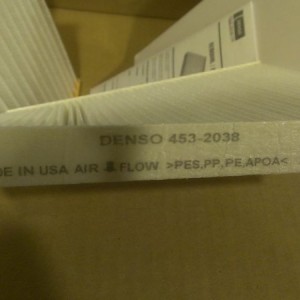 DENSO 453-2038
DE IN USA AIR ⬇ FLOW >PES,PP,PE,APOA<